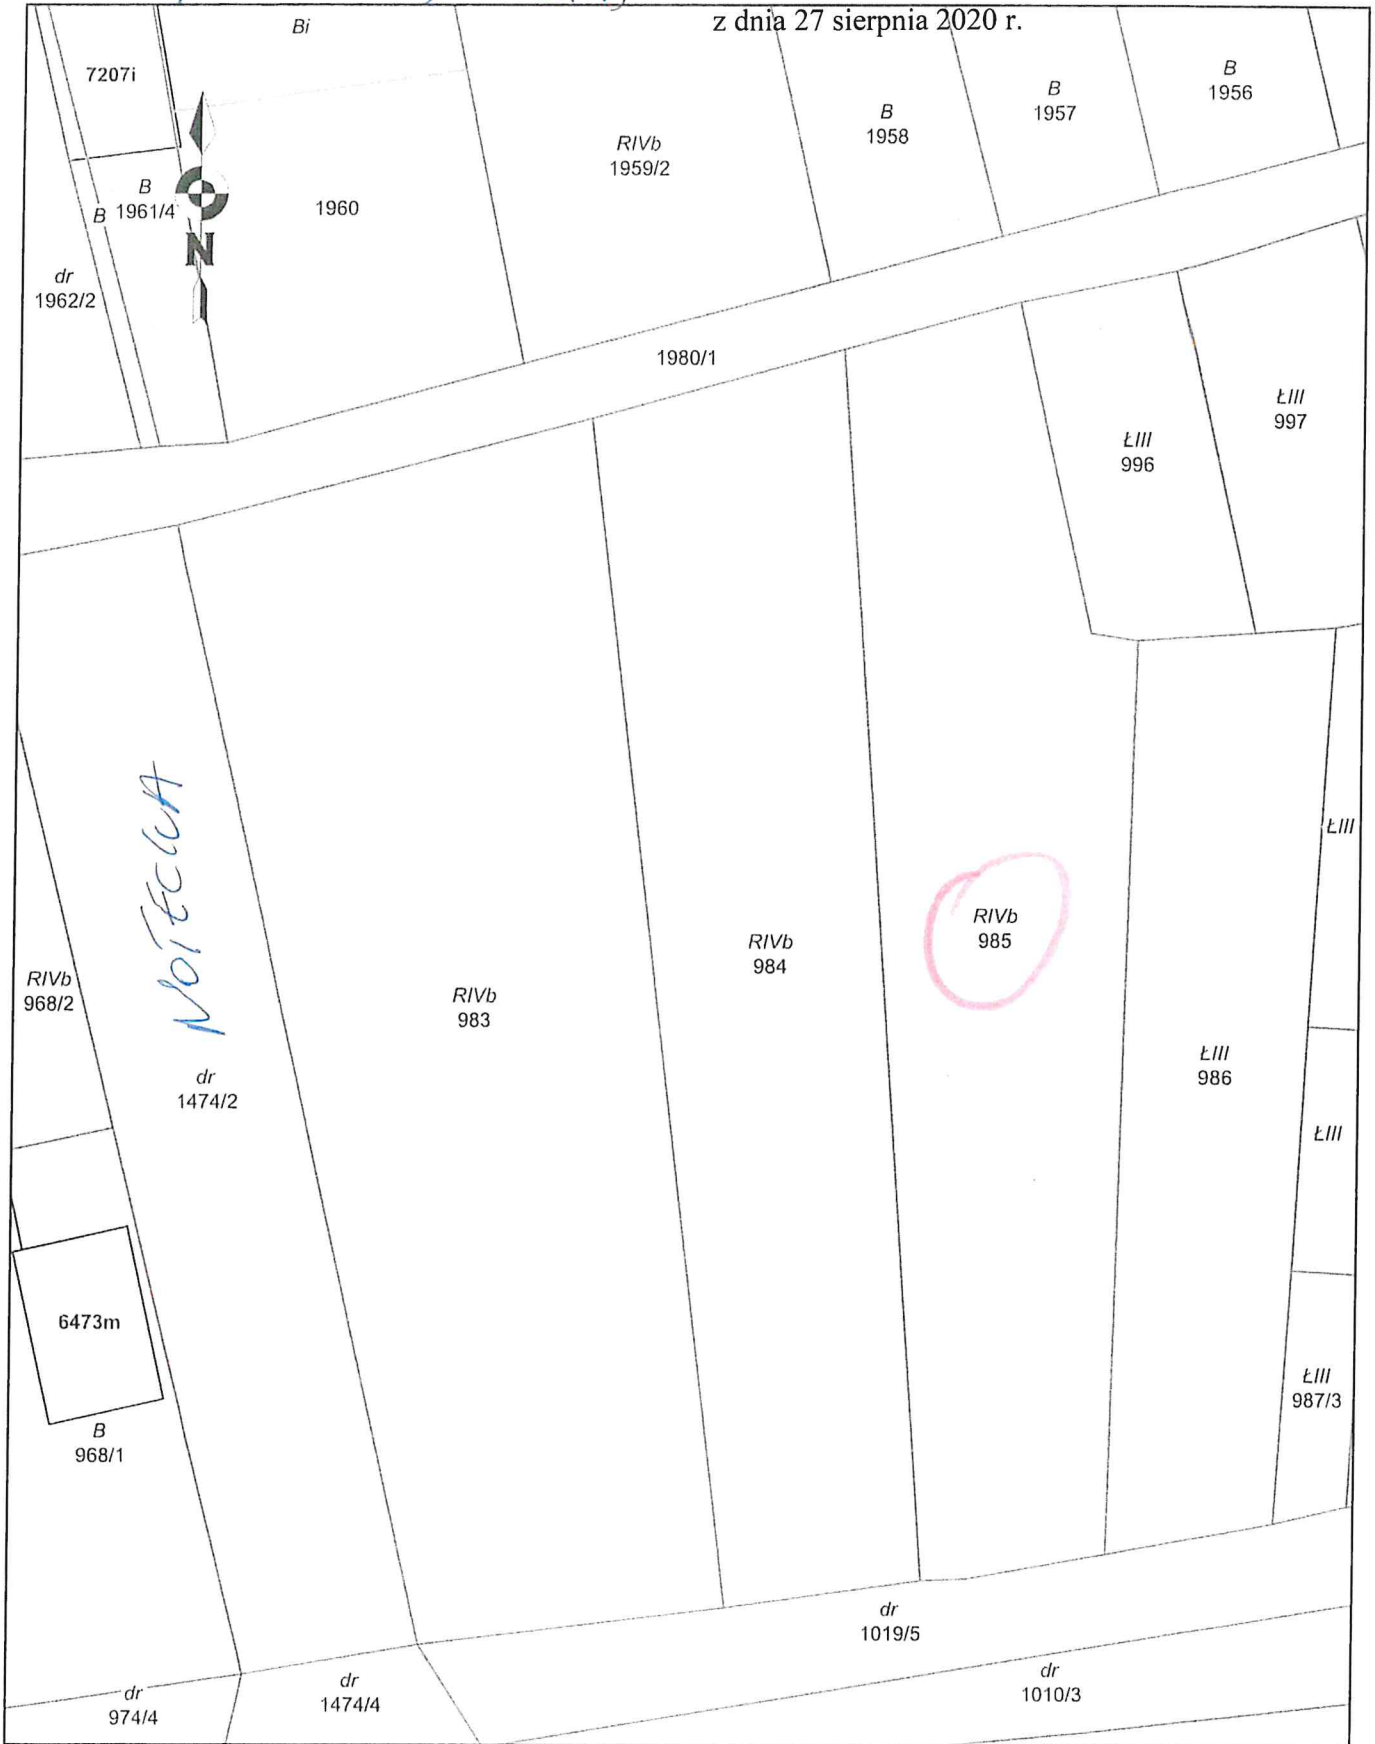 z dnia 27 sierpnia 2020 r.
Bi
7207i
B
1956
B
1957
B
1958
RIVb
1959/2
B
1961/4
B
1960
N
dr
1962/2
1980/1
ŁIII
997
ŁIII
996
NOTECKA
ŁIII
RIVb
985
RIVb
984
RIVb
968/2
RIVb
983
ŁIII
986
dr
1474/2
ŁIII
6473m
ŁIII
987/3
B
968/1
dr
1019/5
dr
1010/3
dr
1474/4
dr
974/4